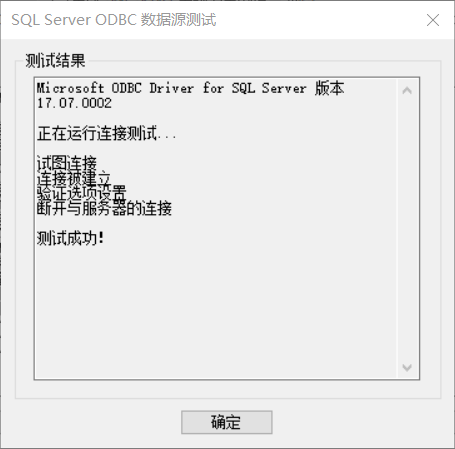 SQL Server ODBC 数据源测试
测试结果
Microsoft ODBC Driver for SQL Server 版本
17.07.0002
正在运行连接测试...
试图连接
连接被建立
验证选项设置
断开与服务器的连接
测试成功!
确定